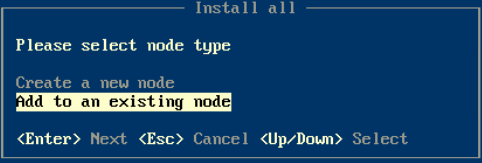 Install all
Please select node type
Create a new node
Add to an existing node
<Enter> Next <Esc> Cancel <Up/Down> Select